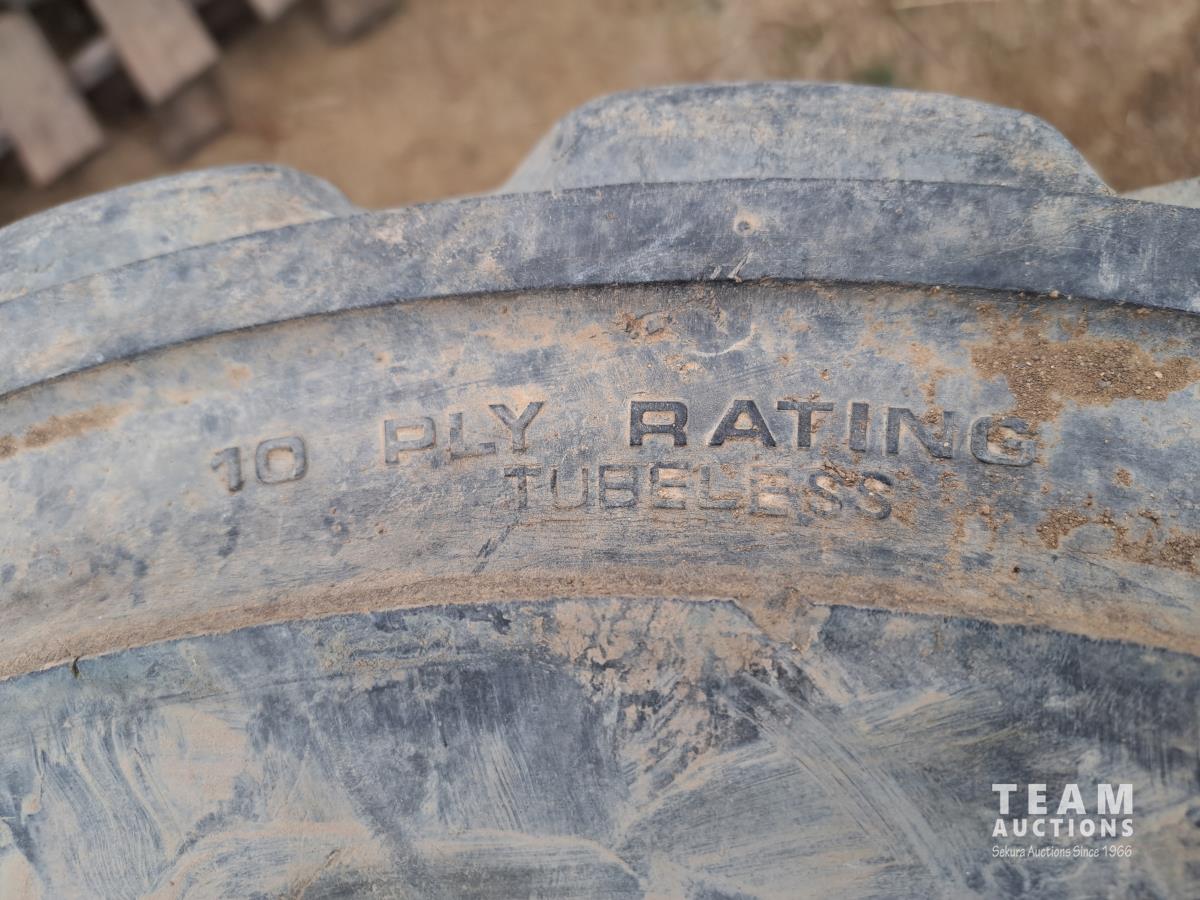 10 PLY RATING
TUBELESS
TEAM
AUCTIONS
Sekura Auctions Since 1966